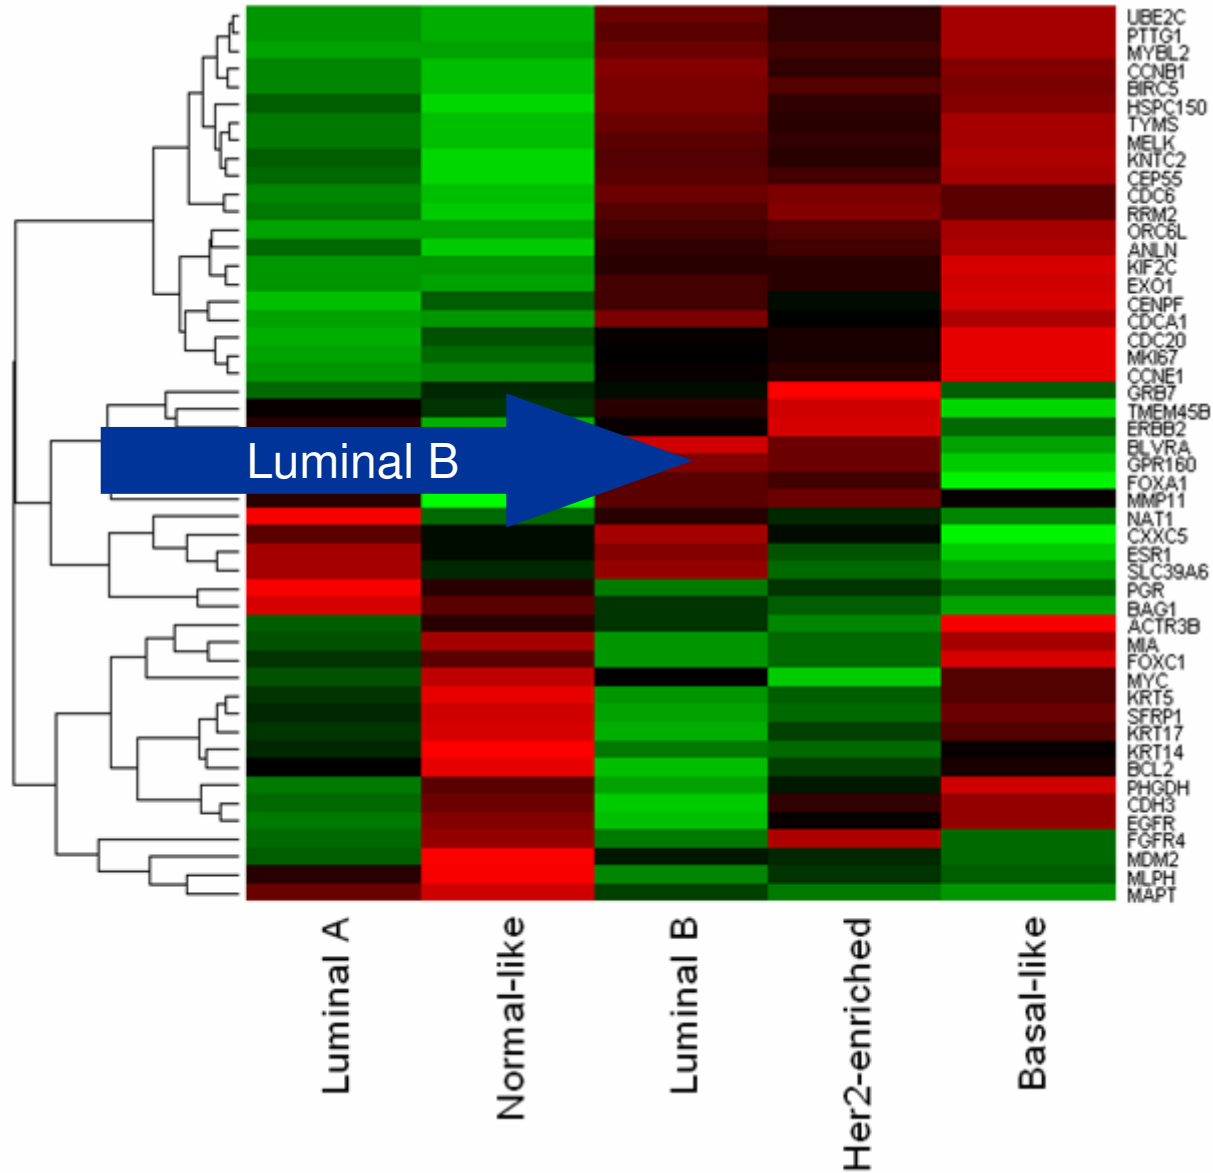 UBE2C
PTTG1
MYBL2
CCNB1
BIRC5
HSPC150
TYMS
MELK
KNTC2
CEP55
CDC6
RRM2
ORC6L
ANLN
KIF2C
EXO1
CENPF
CDCA1
CDC20
MKI67
CCNE1
GRB7
TMEM45B
ERBB2
BLVRA
Luminal B
GPR160
FOXA1
MMP11
NAT1
CXXC5
ESR1
SLC39A6
PGR
BAG1
ACTR3B
MIA
FOXC1
MYC
KRT5
SFRP1
KRT17
KRT14
BCL2
PHGDH
CDH3
EGFR
FGFR4
MDM2
MLPH
MAPT
Luminal A
Normal-like
Luminal B
Her2-enriched
Basal-like